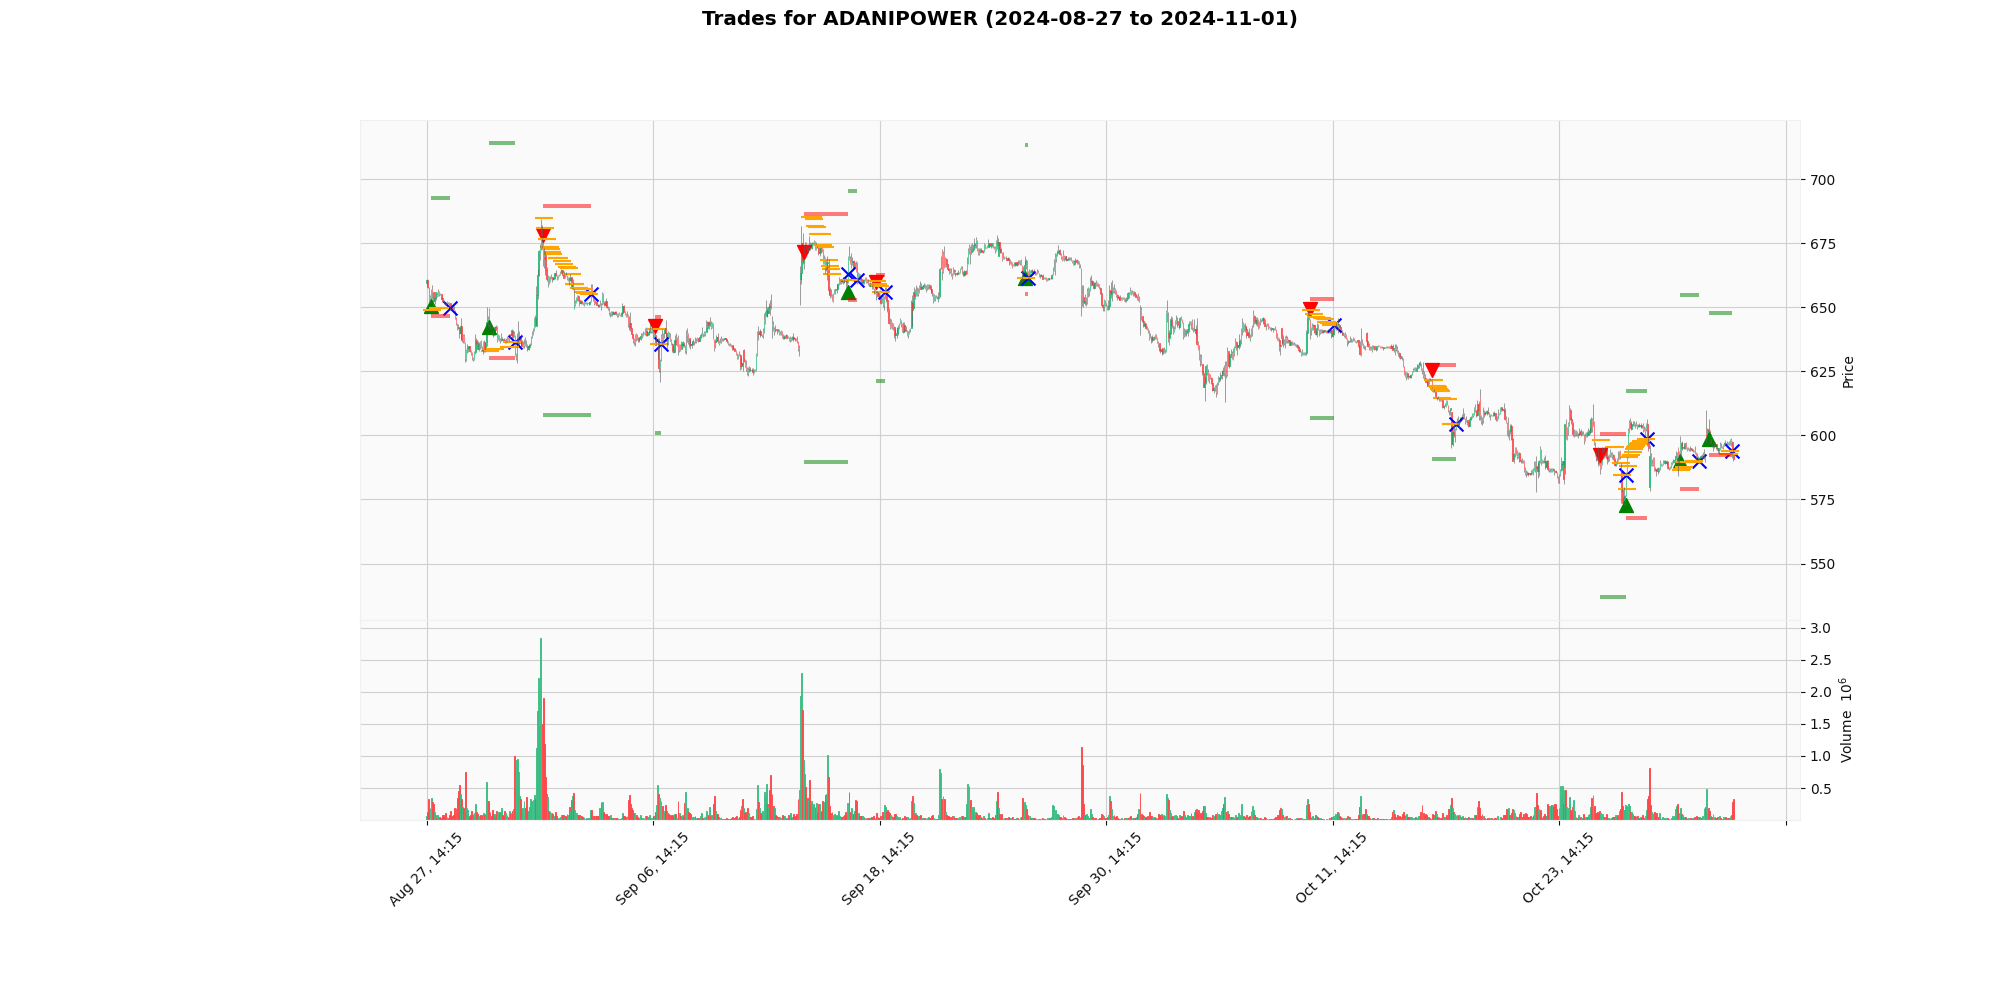 Trades for ADANIPOWER (2024-08-27 to 2024-11-01)
700
675
650
625
600
575
550
Price
3.0
2.5
2.0
1.5
1.0
0.5
Volume 10⁶
Aug 27, 14:15
Sep 06, 14:15
Sep 18, 14:15
Sep 30, 14:15
Oct 11, 14:15
Oct 23, 14:15